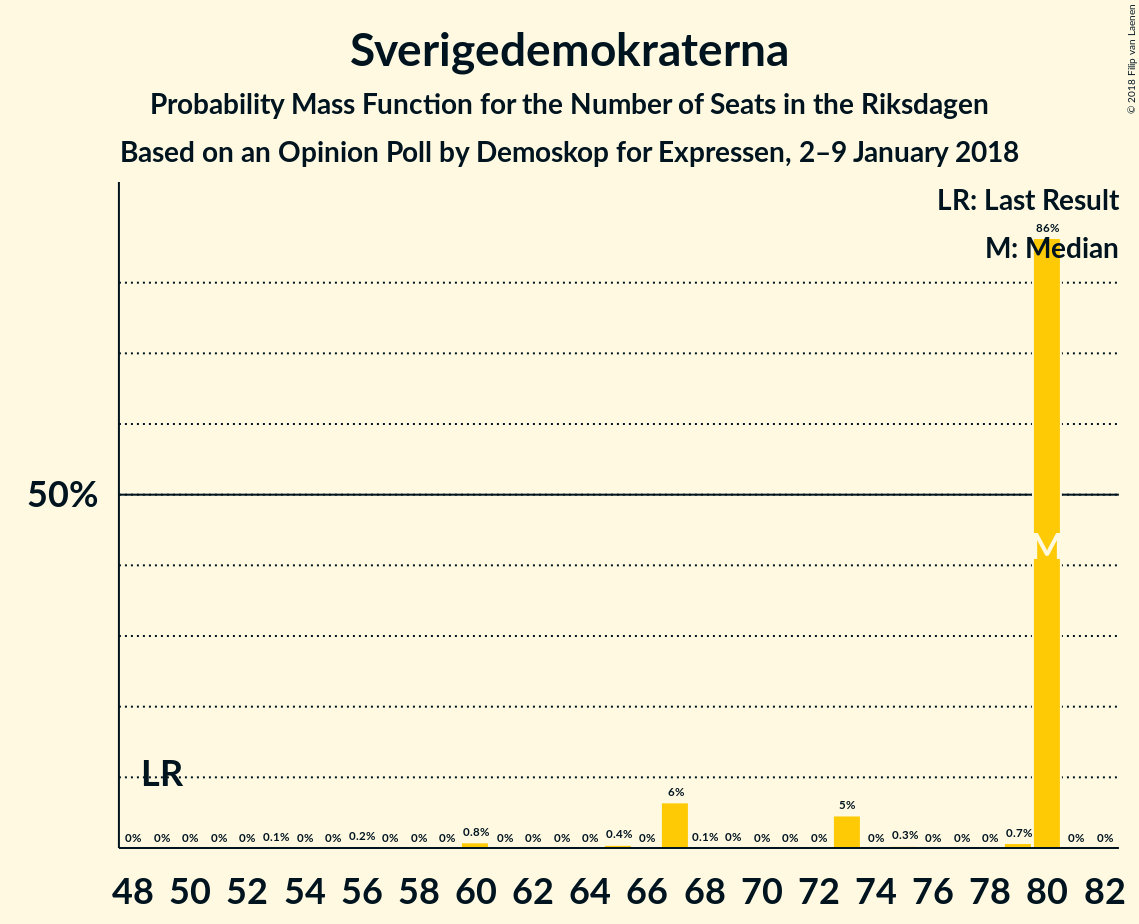 © 2018 Filip van Laenen
Sverigedemokraterna
Probability Mass Function for the Number of Seats in the Riksdagen
Based on an Opinion Poll by Demoskop for Expressen, 2–9 January 2018
LR: Last Result
M: Median
86%
50%
M
LR
6%
5%
0% 0% 0% 0% 0% 0.1% 0% 0% 0.2% 0% 0% 0% 0.8% 0% 0% 0% 0% 0.4% 0% 0.1% 0% 0% 0% 0% 0% 0.3% 0% 0% 0% 0.7% 0% 0%
48 50 52 54 56 58 60 62 64 66 68 70 72 74 76 78 80 82